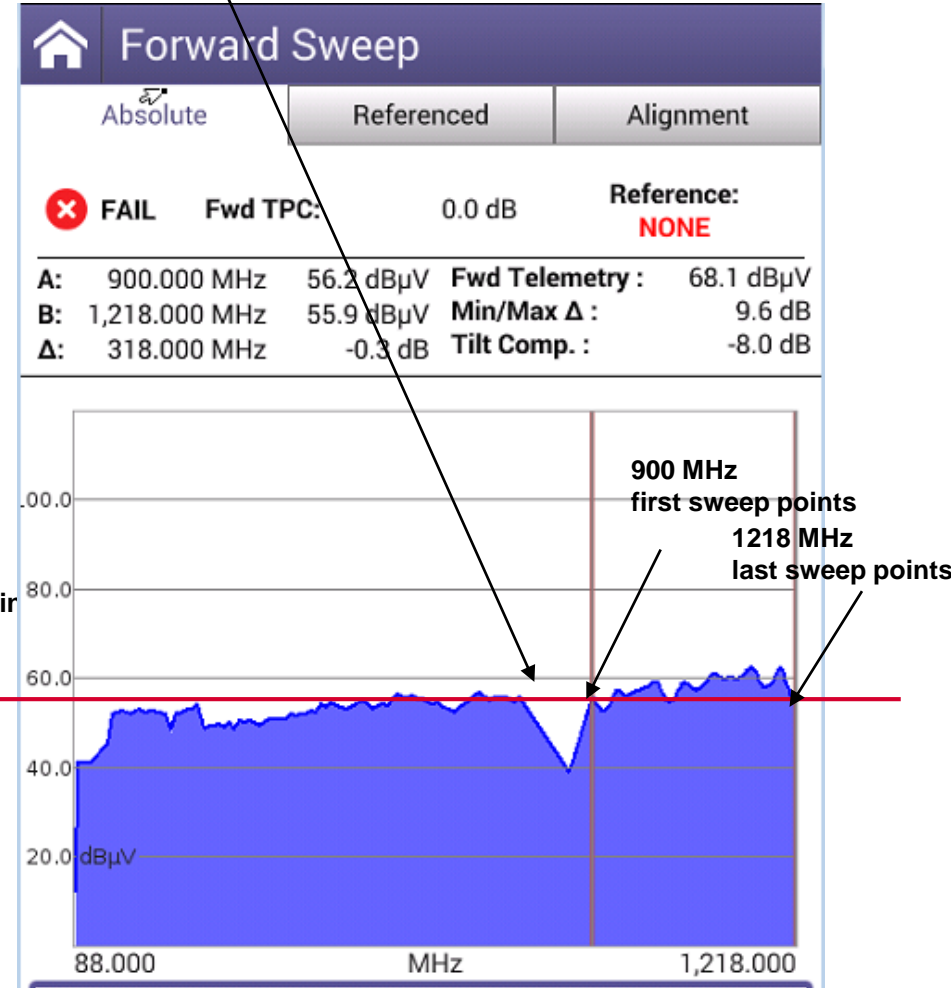 Forward Sweep
Absolute Referenced Alignment
FAIL Fwd TPC: 0.0 dB Reference:
NONE
A: 900.000 MHz 56.2 dBµV Fwd Telemetry : 68.1 dBµV
B: 1,218.000 MHz 55.9 dBµV Min/Max Δ : 9.6 dB
Δ: 318.000 MHz -0.3 dB Tilt Comp. : -8.0 dB
900 MHz
first sweep points
1218 MHz
last sweep points
00.0
80.0
60.0
40.0
20.0 dBµV
88.000 MHz 1,218.000